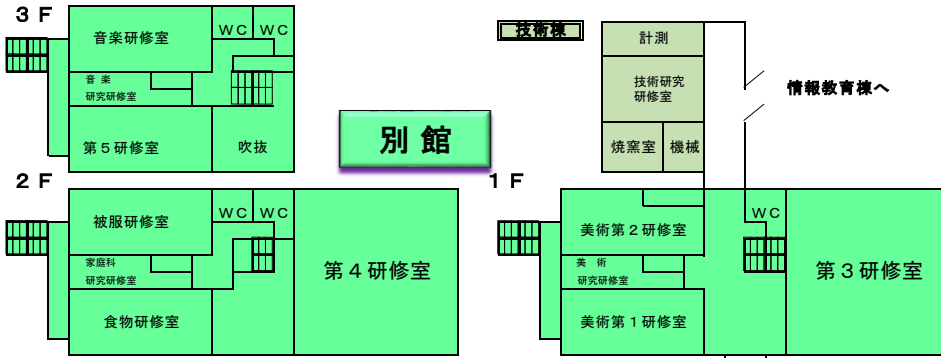 ３Ｆ
音楽研修室
ＷＣ
ＷＣ
音 楽
研究研修室
第５研修室
吹抜
別 館
技術棟
計測
技術研究
研修室
焼窯室
機械
情報教育棟へ
２Ｆ
被服研修室
ＷＣ
ＷＣ
家庭科
研究研修室
食物研修室
第４研修室
１Ｆ
美術第２研修室
ＷＣ
美 術
研究研修室
美術第１研修室
第３研修室